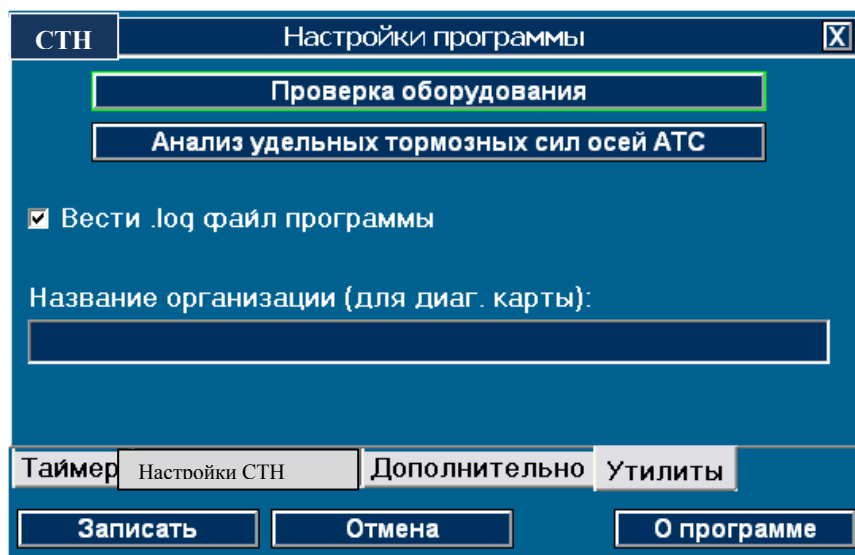 СТН
Настройки программы
X
Проверка оборудования
Анализ удельных тормозных сил осей АТС
Вести .log файл программы
Название организации (для диаг. карты):
Таймер
Настройки СТН
Дополнительно
Утилиты
Записать
Отмена
О программе